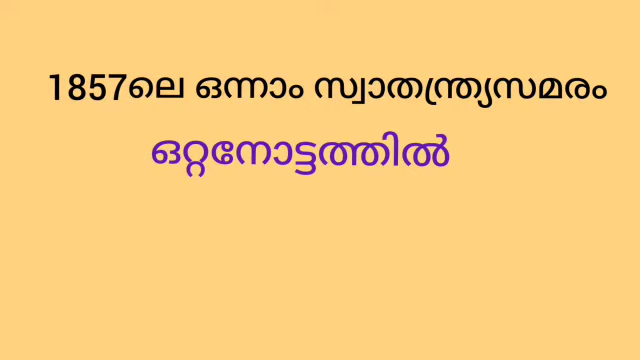 1857ലെ ഒന്നാം സ്വാതന്ത്ര്യസമരം
ഒറ്റനോട്ടത്തിൽ